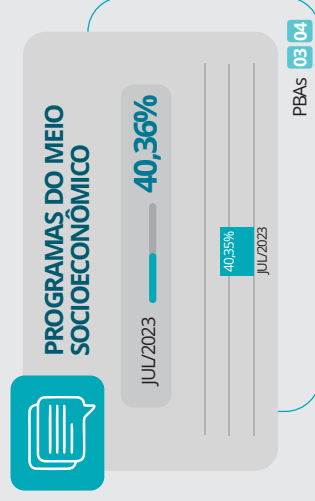 PROGRAMAS DO MEIO
SOCIOECONÔMICO
JUL/2023 40,36%
40,35%
JUL/2023
PBAs 03 04